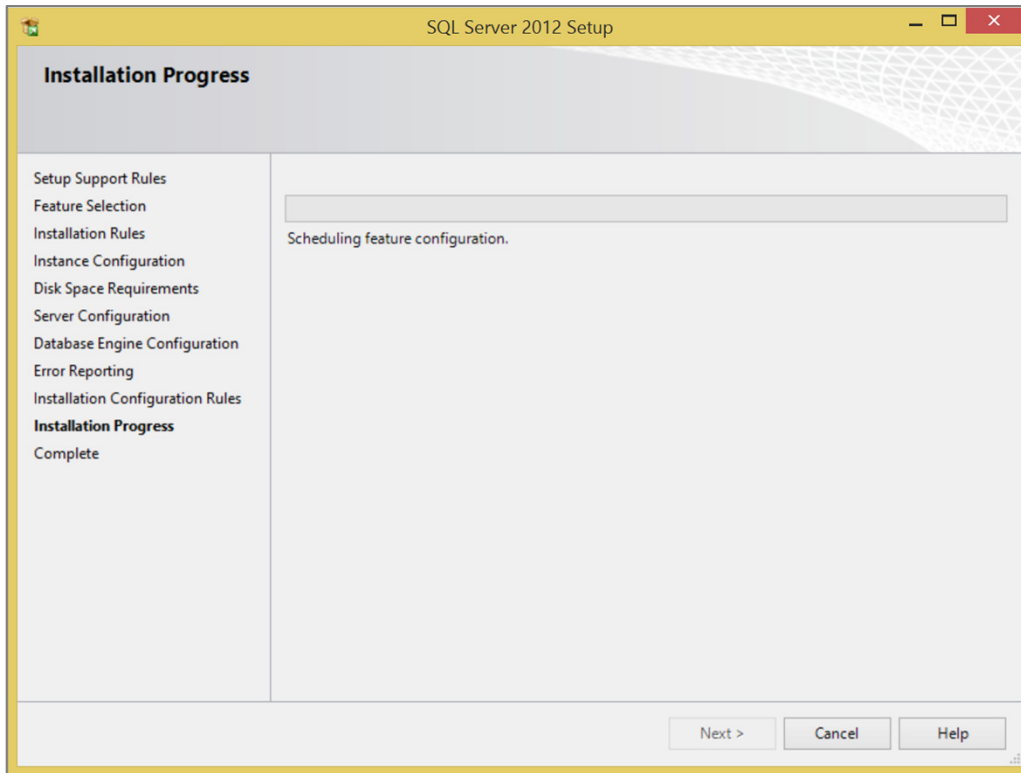 SQL Server 2012 Setup
Installation Progress
Setup Support Rules
Feature Selection
Installation Rules
Instance Configuration
Disk Space Requirements
Server Configuration
Database Engine Configuration
Error Reporting
Installation Configuration Rules
Installation Progress
Complete
Scheduling feature configuration.
Next >
Cancel
Help